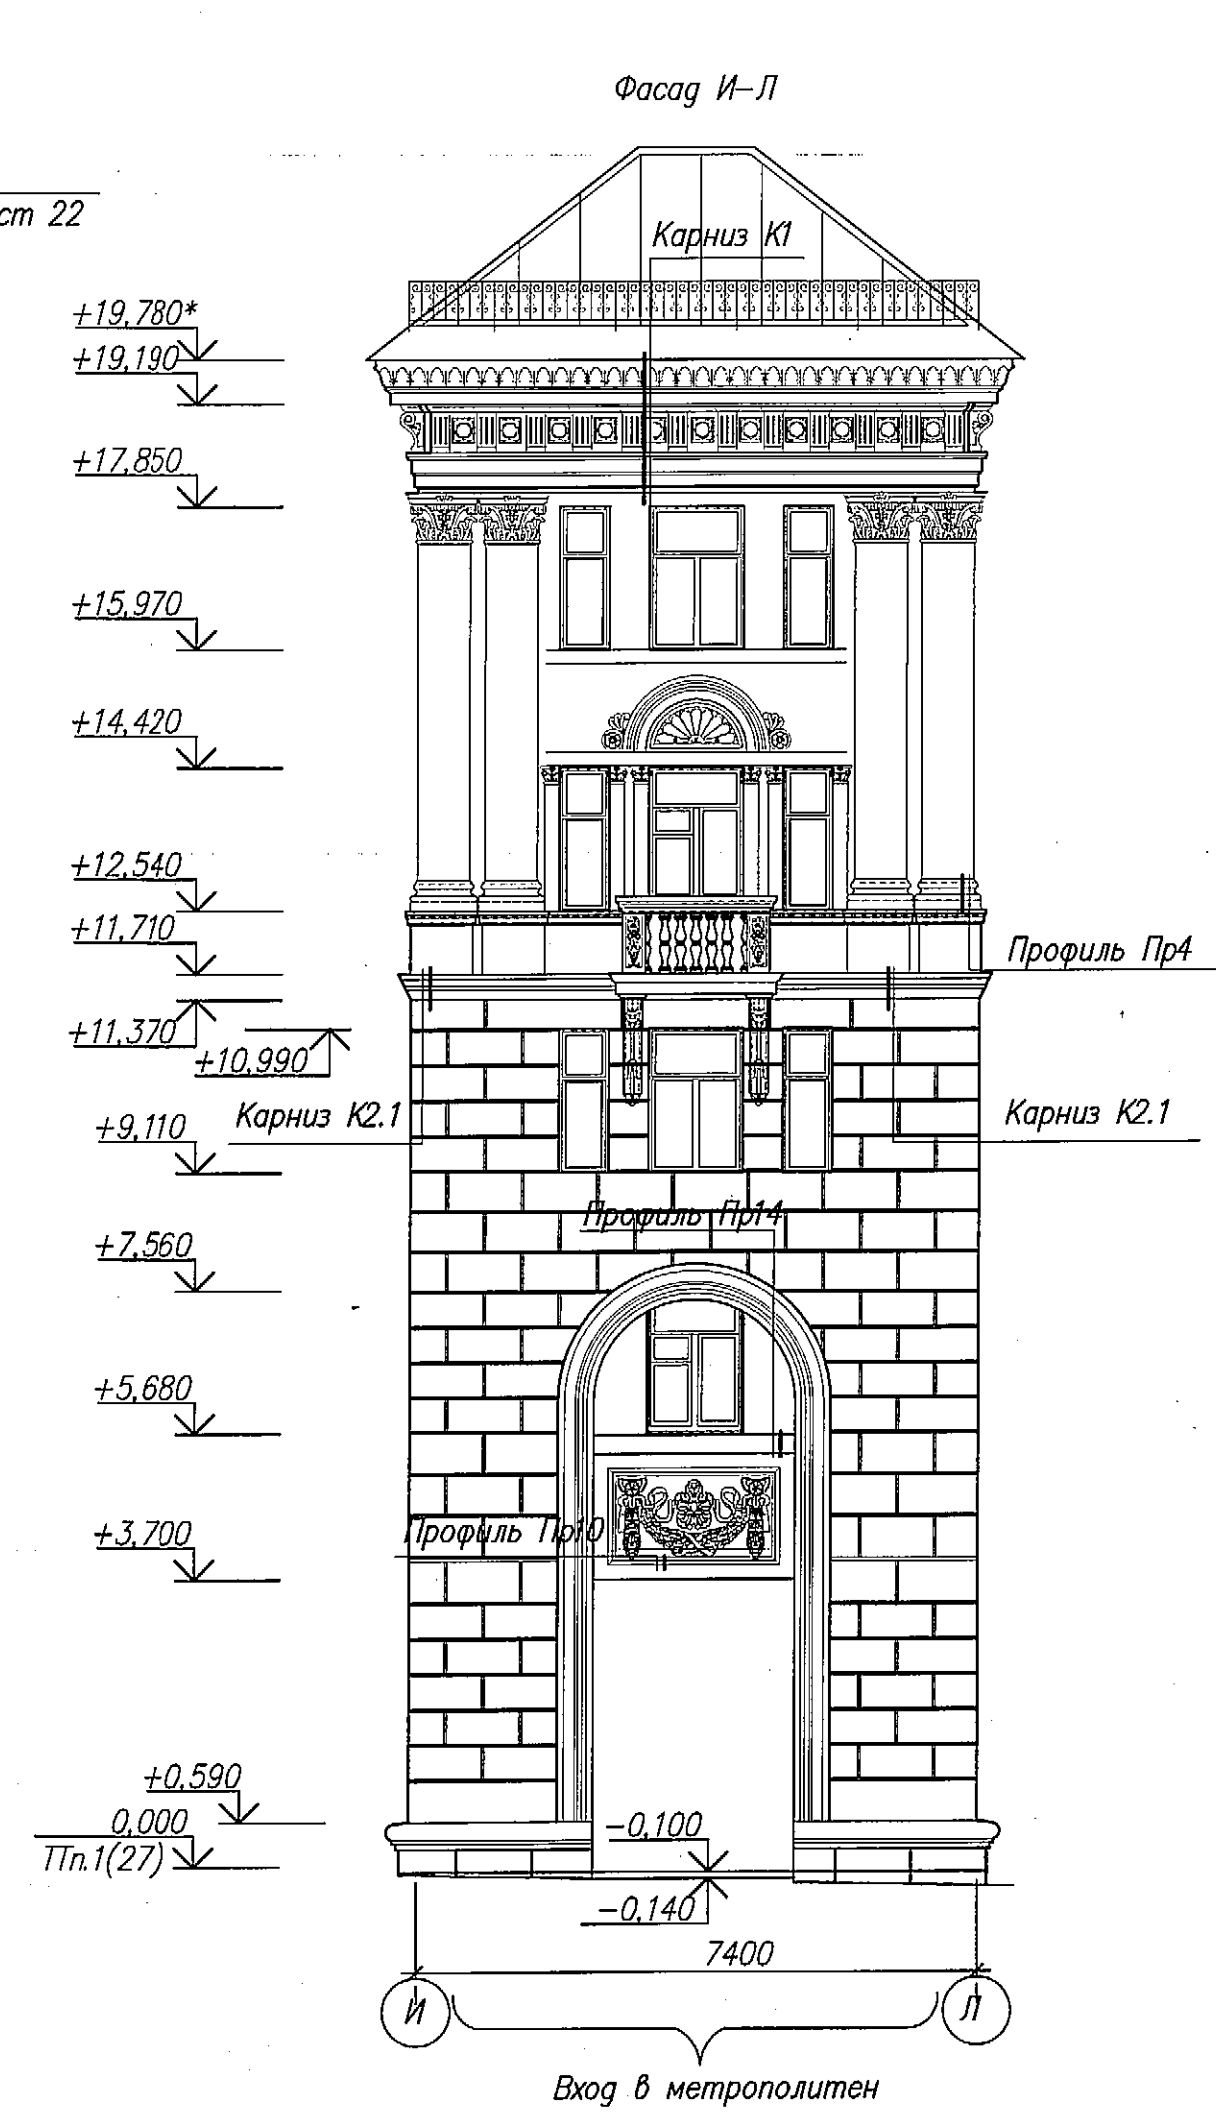 Фасад И-Л
ст 22
Карниз К1
+19,780*
+19,190
+17,850
+15,970
+14,420
+12,540
+11,710
Профиль Пр4
+11,370
+10,990
Карниз К2.1
Карниз К2.1
+9,110
Профиль Пр14
+7,560
+5,680
Профиль Пр10
+3,700
+0,590
0,000
Пп.1(27)
-0,100
-0,140
7400
И
Л
Вход в метрополитен